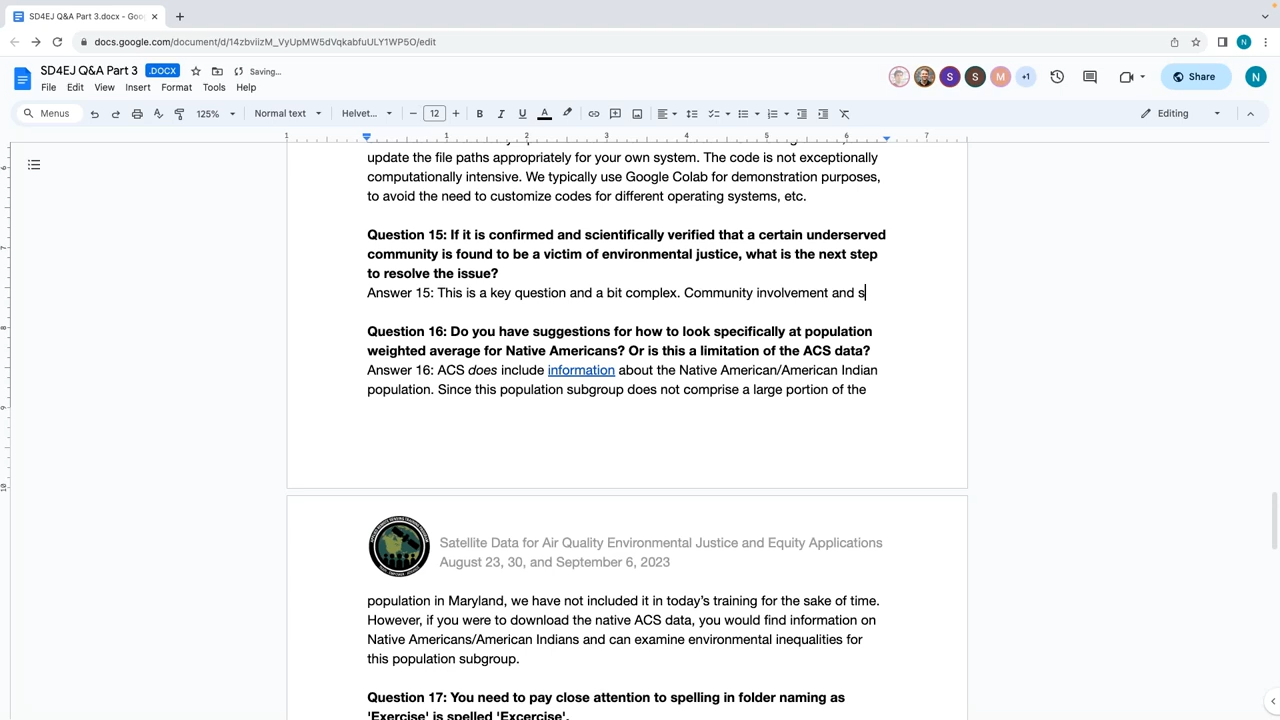 SD4EJ Q&A Part 3.docx - Goo
docs.google.com/document/d/14zbviizM_VyUpMW5dVqkabfuULY1WP5O/edit
N
SD4EJ Q&A Part 3
.DOCX
Saving...
File Edit View Insert Format Tools Help
S S M +1
Share
N
Menus
125%
Normal text
Helvet...
12
B I U A
Editing
1 1 2 3 4 5 6 7
update the file paths appropriately for your own system. The code is not exceptionally
computationally intensive. We typically use Google Colab for demonstration purposes,
to avoid the need to customize codes for different operating systems, etc.
Question 15: If it is confirmed and scientifically verified that a certain underserved
community is found to be a victim of environmental justice, what is the next step
to resolve the issue?
Answer 15: This is a key question and a bit complex. Community involvement and s
Question 16: Do you have suggestions for how to look specifically at population
weighted average for Native Americans? Or is this a limitation of the ACS data?
Answer 16: ACS does include information about the Native American/American Indian
population. Since this population subgroup does not comprise a large portion of the
Satellite Data for Air Quality Environmental Justice and Equity Applications
August 23, 30, and September 6, 2023
population in Maryland, we have not included it in today's training for the sake of time.
However, if you were to download the native ACS data, you would find information on
Native Americans/American Indians and can examine environmental inequalities for
this population subgroup.
Question 17: You need to pay close attention to spelling in folder naming as
'Exercise' is spelled 'Excercise'.